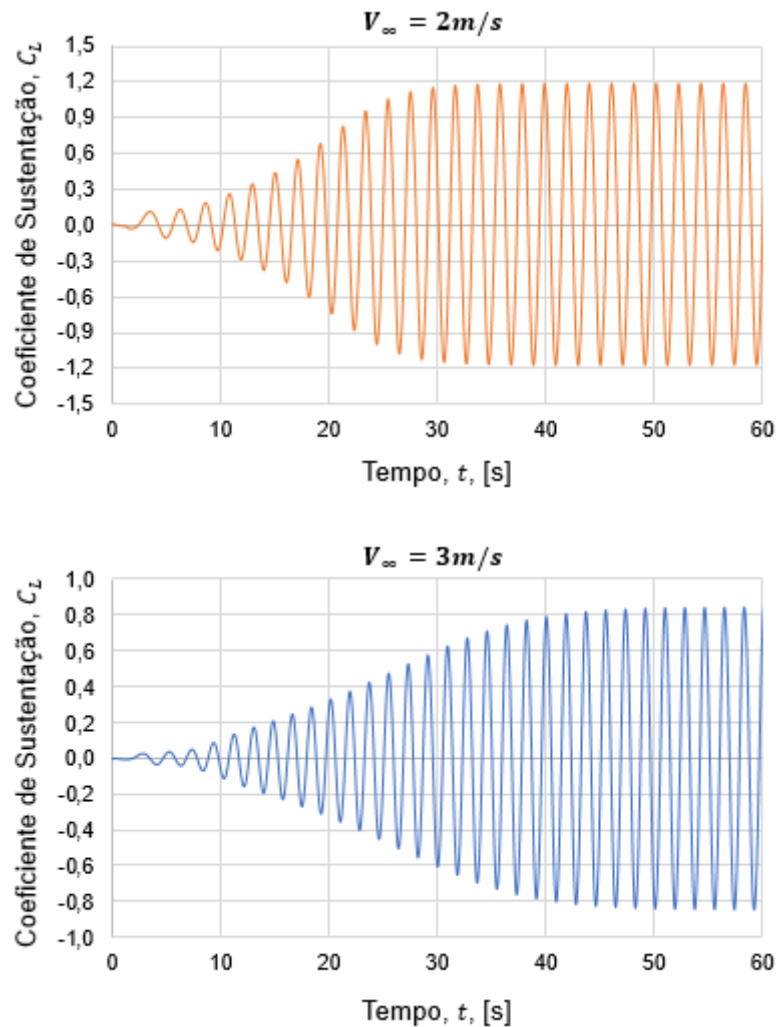 V∞ = 2m/s
Coeficiente de Sustentação, C_L
1,5
1,2
0,9
0,6
0,3
0,0
-0,3
-0,6
-0,9
-1,2
-1,5
0 10 20 30 40 50 60
Tempo, t, [s]
V∞ = 3m/s
Coeficiente de Sustentação, C_L
1,0
0,8
0,6
0,4
0,2
0,0
-0,2
-0,4
-0,6
-0,8
-1,0
0 10 20 30 40 50 60
Tempo, t, [s]